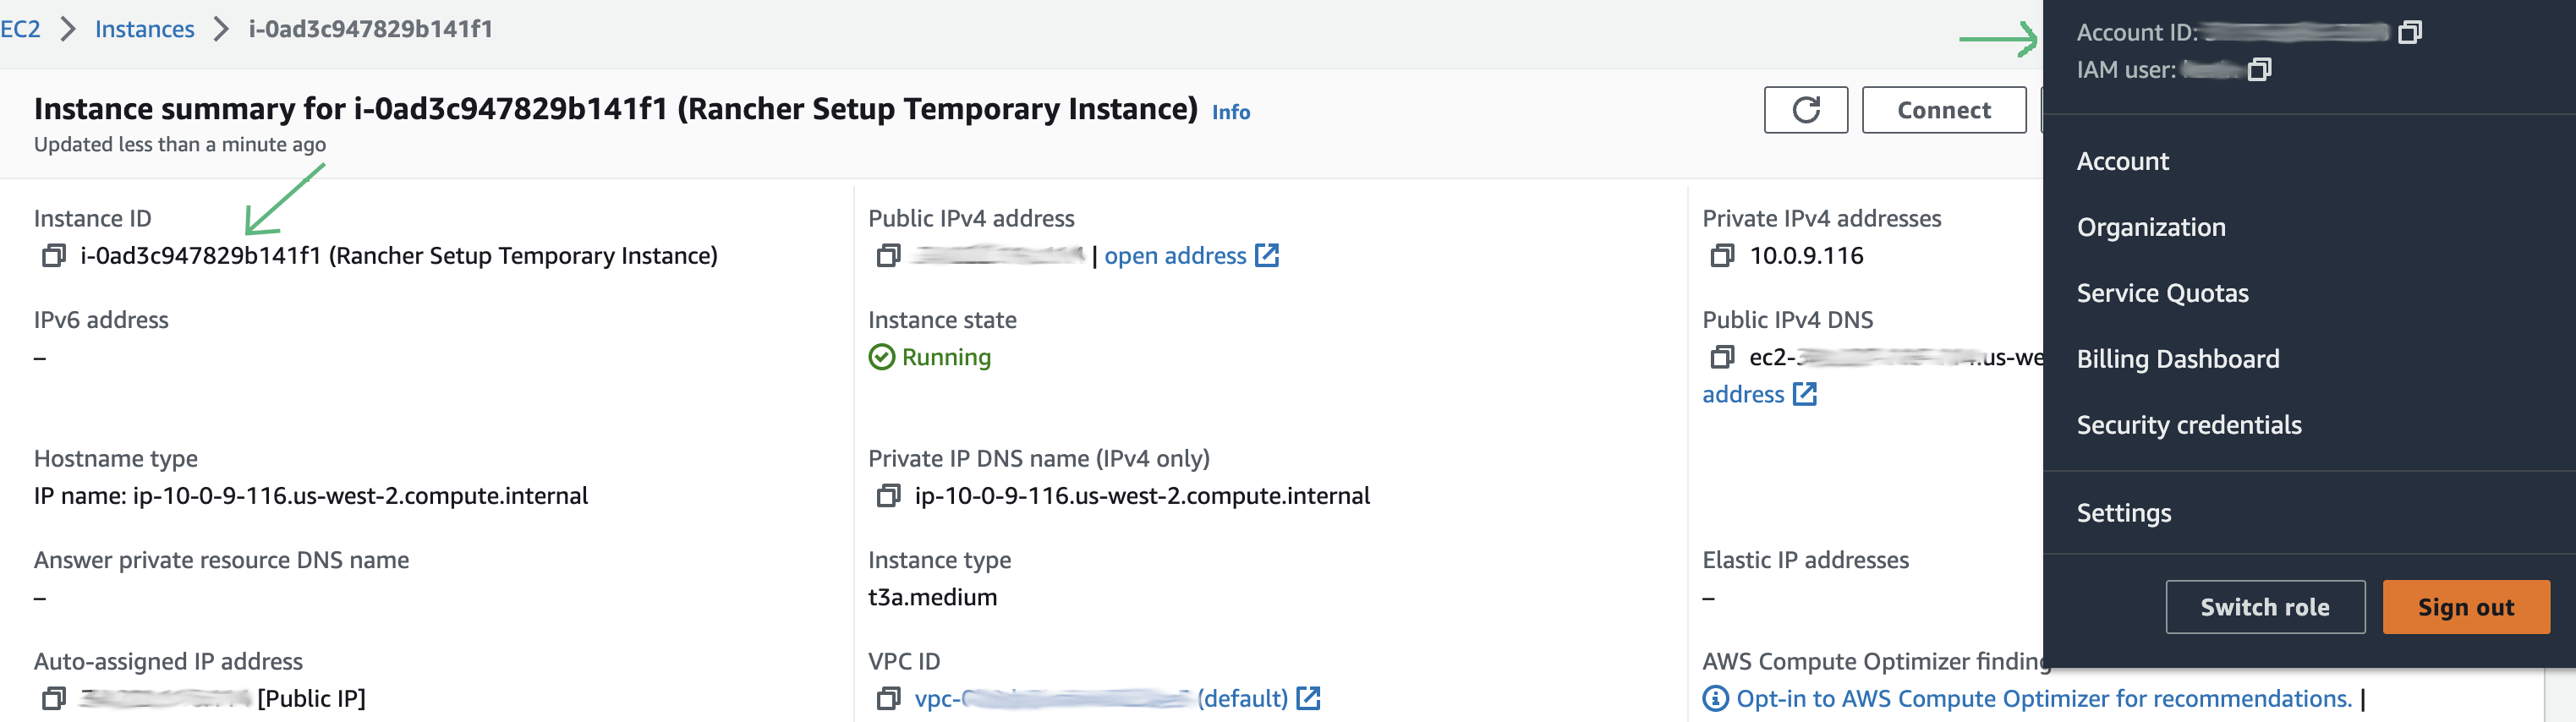 EC2 > Instances > i-0ad3c947829b141f1
Instance summary for i-0ad3c947829b141f1 (Rancher Setup Temporary Instance) Info
Updated less than a minute ago
Connect
Instance ID
i-0ad3c947829b141f1 (Rancher Setup Temporary Instance)
IPv6 address
–
Hostname type
IP name: ip-10-0-9-116.us-west-2.compute.internal
Answer private resource DNS name
–
Auto-assigned IP address
[Public IP]
Public IPv4 address
| open address
Instance state
Running
Private IP DNS name (IPv4 only)
ip-10-0-9-116.us-west-2.compute.internal
Instance type
t3a.medium
VPC ID
vpc- (default)
Private IPv4 addresses
10.0.9.116
Public IPv4 DNS
ec2- .us-we
address
Elastic IP addresses
–
AWS Compute Optimizer finding
Opt-in to AWS Compute Optimizer for recommendations. |
Account ID:
IAM user:
Account
Organization
Service Quotas
Billing Dashboard
Security credentials
Settings
Switch role
Sign out